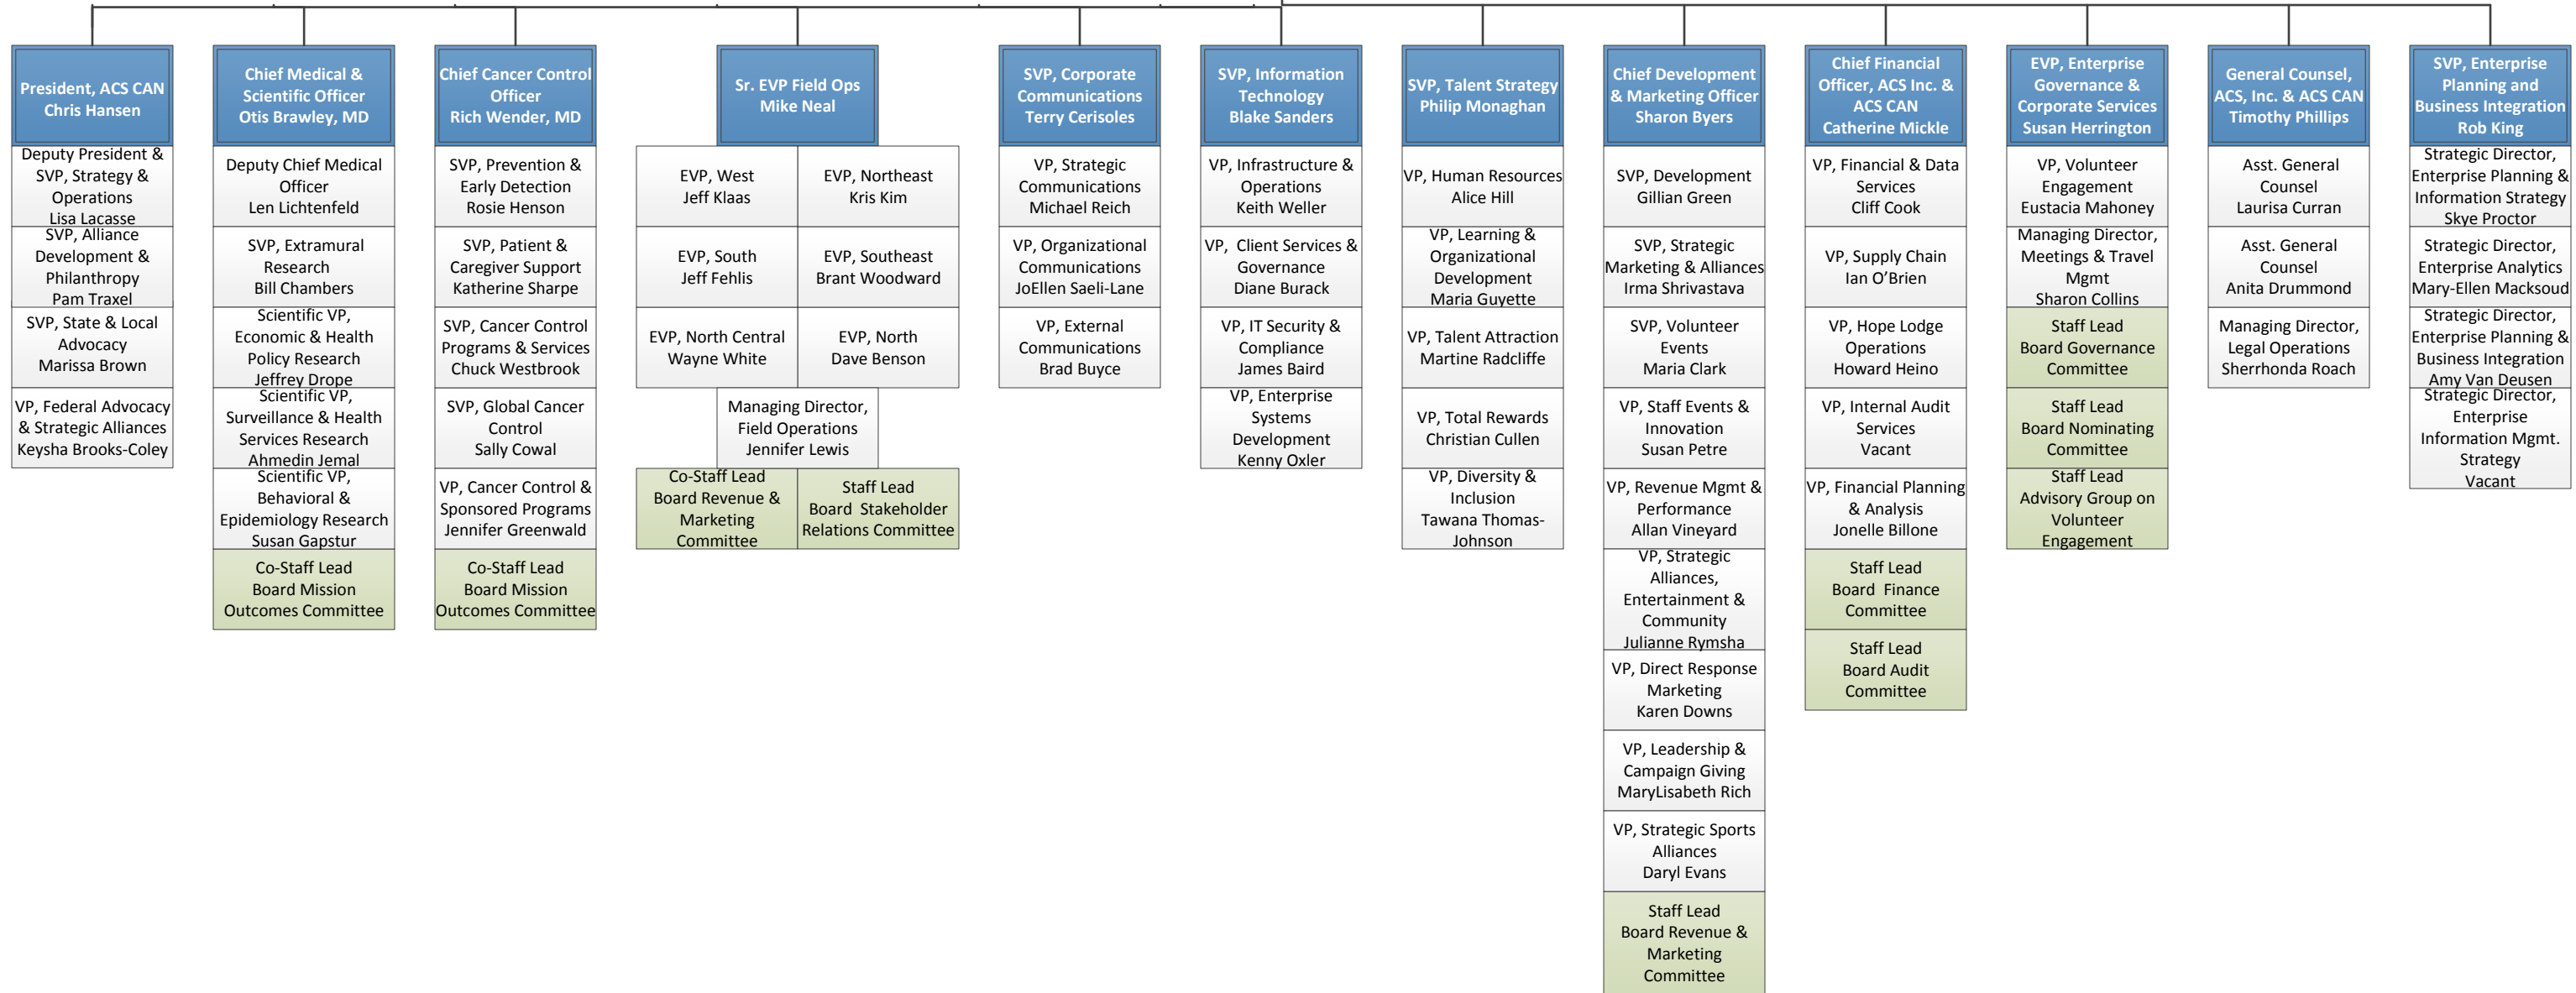 President, ACS CAN
Chris Hansen
Deputy President &
SVP, Strategy &
Operations
Lisa Lacasse
SVP, Alliance
Development &
Philanthropy
Pam Traxel
SVP, State & Local
Advocacy
Marissa Brown
VP, Federal Advocacy
& Strategic Alliances
Keysha Brooks-Coley
Chief Medical &
Scientific Officer
Otis Brawley, MD
Deputy Chief Medical
Officer
Len Lichtenfeld
SVP, Extramural
Research
Bill Chambers
Scientific VP,
Economic & Health
Policy Research
Jeffrey Drope
Scientific VP,
Surveillance & Health
Services Research
Ahmedin Jemal
Scientific VP,
Behavioral &
Epidemiology Research
Susan Gapstur
Co-Staff Lead
Board Mission
Outcomes Committee
Chief Cancer Control
Officer
Rich Wender, MD
SVP, Prevention &
Early Detection
Rosie Henson
SVP, Patient &
Caregiver Support
Katherine Sharpe
SVP, Cancer Control
Programs & Services
Chuck Westbrook
SVP, Global Cancer
Control
Sally Cowal
VP, Cancer Control &
Sponsored Programs
Jennifer Greenwald
Co-Staff Lead
Board Mission
Outcomes Committee
Sr. EVP Field Ops
Mike Neal
EVP, West
Jeff Klaas
EVP, Northeast
Kris Kim
EVP, South
Jeff Fehlis
EVP, Southeast
Brant Woodward
EVP, North Central
Wayne White
EVP, North
Dave Benson
Managing Director,
Field Operations
Jennifer Lewis
Co-Staff Lead
Board Revenue &
Marketing
Committee
Staff Lead
Board Stakeholder
Relations Committee
SVP, Corporate
Communications
Terry Cerisoles
VP, Strategic
Communications
Michael Reich
VP, Organizational
Communications
JoEllen Saeli-Lane
VP, External
Communications
Brad Buyce
SVP, Information
Technology
Blake Sanders
VP, Infrastructure &
Operations
Keith Weller
VP, Client Services &
Governance
Diane Burack
VP, IT Security &
Compliance
James Baird
VP, Enterprise
Systems
Development
Kenny Oxler
SVP, Talent Strategy
Philip Monaghan
VP, Human Resources
Alice Hill
VP, Learning &
Organizational
Development
Maria Guyette
VP, Talent Attraction
Martine Radcliffe
VP, Total Rewards
Christian Cullen
VP, Diversity &
Inclusion
Tawana Thomas-
Johnson
Chief Development
& Marketing Officer
Sharon Byers
SVP, Development
Gillian Green
SVP, Strategic
Marketing & Alliances
Irma Shrivastava
SVP, Volunteer
Events
Maria Clark
VP, Staff Events &
Innovation
Susan Petre
VP, Revenue Mgmt &
Performance
Allan Vineyard
VP, Strategic
Alliances,
Entertainment &
Community
Julianne Rymsha
VP, Direct Response
Marketing
Karen Downs
VP, Leadership &
Campaign Giving
MaryLisabeth Rich
VP, Strategic Sports
Alliances
Daryl Evans
Staff Lead
Board Revenue &
Marketing
Committee
Chief Financial
Officer, ACS Inc. &
ACS CAN
Catherine Mickle
VP, Financial & Data
Services
Cliff Cook
VP, Supply Chain
Ian O’Brien
VP, Hope Lodge
Operations
Howard Heino
VP, Internal Audit
Services
Vacant
VP, Financial Planning
& Analysis
Jonelle Billone
Staff Lead
Board Finance
Committee
Staff Lead
Board Audit
Committee
EVP, Enterprise
Governance &
Corporate Services
Susan Herrington
VP, Volunteer
Engagement
Eustacia Mahoney
Managing Director,
Meetings & Travel
Mgmt
Sharon Collins
Staff Lead
Board Governance
Committee
Staff Lead
Board Nominating
Committee
Staff Lead
Advisory Group on
Volunteer
Engagement
General Counsel,
ACS, Inc. & ACS CAN
Timothy Phillips
Asst. General
Counsel
Laurisa Curran
Asst. General
Counsel
Anita Drummond
Managing Director,
Legal Operations
Sherrhonda Roach
SVP, Enterprise
Planning and
Business Integration
Rob King
Strategic Director,
Enterprise Planning &
Information Strategy
Skye Proctor
Strategic Director,
Enterprise Analytics
Mary-Ellen Macksoud
Strategic Director,
Enterprise Planning &
Business Integration
Amy Van Deusen
Strategic Director,
Enterprise
Information Mgmt.
Strategy
Vacant